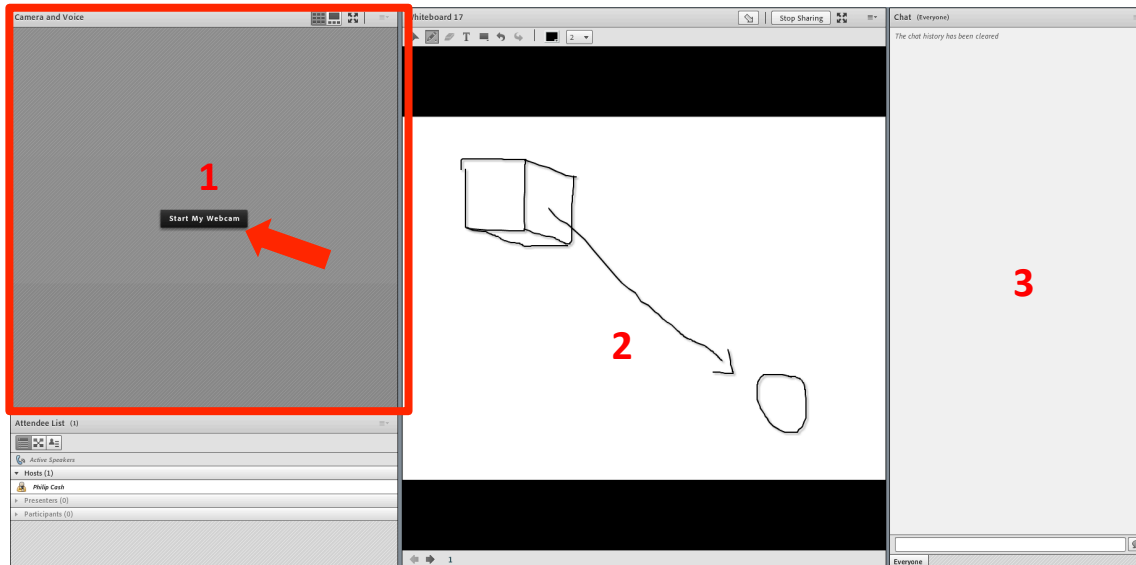 Camera and Voice
1
Start My Webcam
Attendee List (1)
Active Speakers
Hosts (1)
Philip Cash
Presenters (0)
Participants (0)
Whiteboard 17
Stop Sharing
T
2
2
1
Chat (Everyone)
The chat history has been cleared
3
Everyone